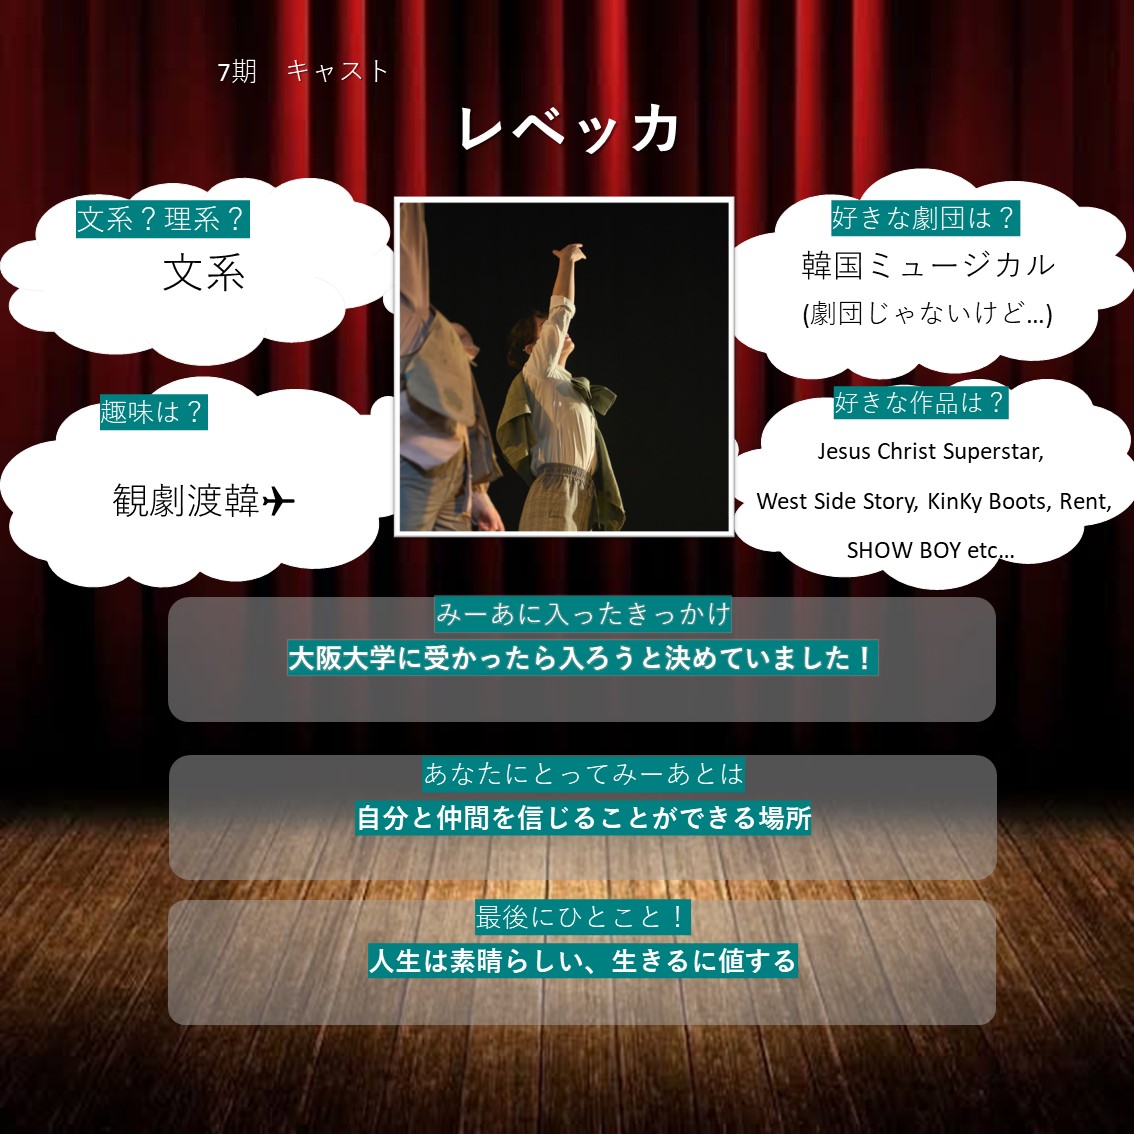 7期　キャスト
レベッカ
文系？理系？
文系
好きな劇団は？
韓国ミュージカル
(劇団じゃないけど…)
趣味は？
観劇渡韓✈
好きな作品は？
Jesus Christ Superstar,
West Side Story, KinKy Boots, Rent,
SHOW BOY etc…
みーあに入ったきっかけ
大阪大学に受かったら入ろうと決めていました！
あなたにとってみーあとは
自分と仲間を信じることができる場所
最後にひとこと！
人生は素晴らしい、生きるに値する